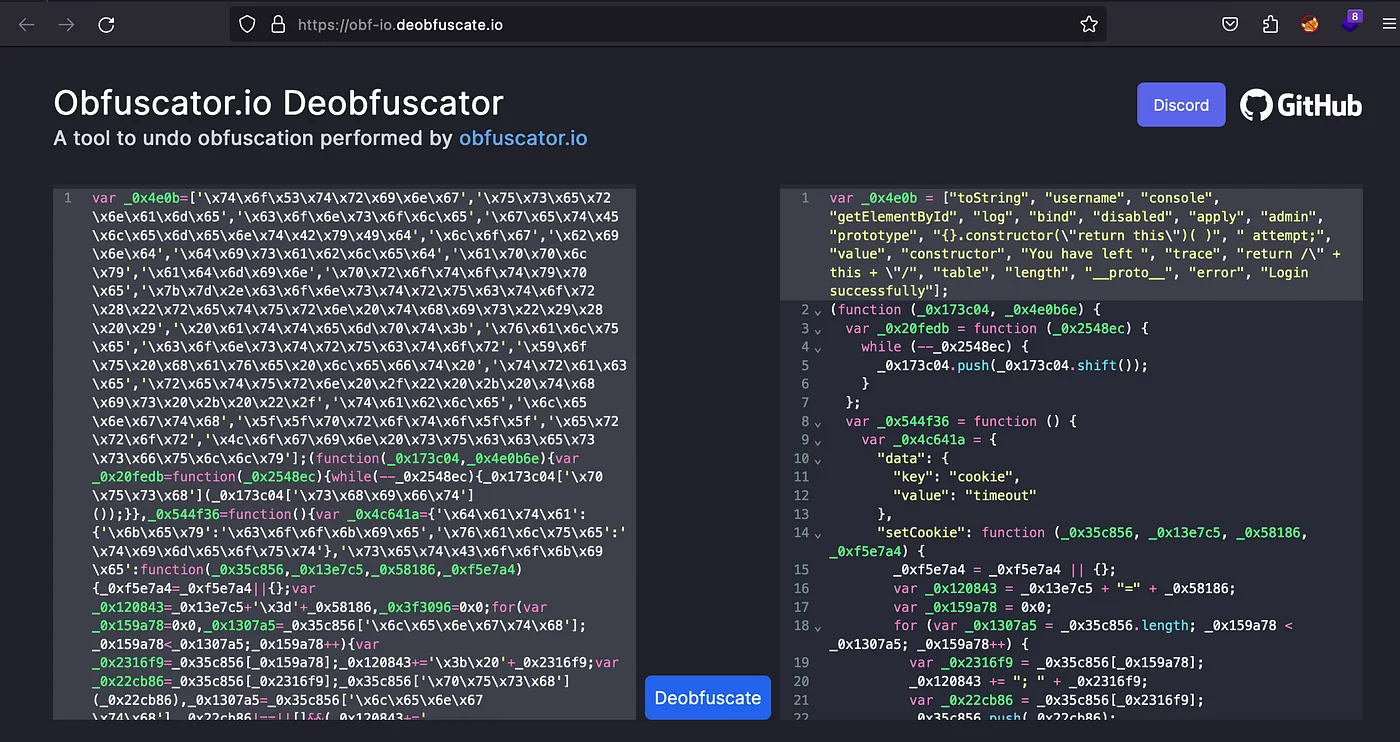 https://obf-io.deobfuscate.io
8
Obfuscator.io Deobfuscator
A tool to undo obfuscation performed by obfuscator.io
Discord
GitHub
1 var _0x4e0b=['\x74\x6f\x53\x74\x72\x69\x6e\x67','\x75\x73\x65\x72
\x6e\x61\x6d\x65','\x63\x6f\x6e\x73\x6f\x6c\x65','\x67\x65\x74\x45
\x6c\x65\x6d\x65\x6e\x74\x42\x79\x49\x64','\x6c\x6f\x67','\x62\x69
\x6e\x64','\x64\x69\x73\x61\x62\x6c\x65\x64','\x61\x70\x70\x6c
\x79','\x61\x64\x6d\x69\x6e','\x70\x72\x6f\x74\x6f\x74\x79\x70
\x65','\x7b\x7d\x2e\x63\x6f\x6e\x73\x74\x72\x75\x63\x74\x6f\x72
\x28\x22\x72\x65\x74\x75\x72\x6e\x20\x74\x68\x69\x73\x22\x29\x28
\x20\x29','\x20\x61\x74\x74\x65\x6d\x70\x74\x3b','\x76\x61\x6c\x75
\x65','\x63\x6f\x6e\x73\x74\x72\x75\x63\x74\x6f\x72','\x59\x6f
\x75\x20\x68\x61\x76\x65\x20\x6c\x65\x66\x74\x20','\x74\x72\x61\x63
\x65','\x72\x65\x74\x75\x72\x6e\x20\x2f\x22\x20\x2b\x20\x74\x68
\x69\x73\x20\x2b\x20\x22\x2f','\x74\x61\x62\x6c\x65','\x6c\x65
\x6e\x67\x74\x68','\x5f\x5f\x70\x72\x6f\x74\x6f\x5f\x5f','\x65\x72
\x72\x6f\x72','\x4c\x6f\x67\x69\x6e\x20\x73\x75\x63\x63\x65\x73
\x73\x66\x75\x6c\x6c\x79'];(function(_0x173c04,_0x4e0b6e){var
_0x20fedb=function(_0x2548ec){while(--_0x2548ec){_0x173c04['\x70
\x75\x73\x68'](_0x173c04['\x73\x68\x69\x66\x74']
());}},_0x544f36=function(){var _0x4c641a={'\x64\x61\x74\x61':
{'\x6b\x65\x79':'\x63\x6f\x6f\x6b\x69\x65','\x76\x61\x6c\x75\x65':'
\x74\x69\x6d\x65\x6f\x75\x74'},'\x73\x65\x74\x43\x6f\x6f\x6b\x69
\x65':function(_0x35c856,_0x13e7c5,_0x58186,_0xf5e7a4)
{_0xf5e7a4=_0xf5e7a4||{};var
_0x120843=_0x13e7c5+'\x3d'+_0x58186,_0x3f3096=0x0;for(var
_0x159a78=0x0,_0x1307a5=_0x35c856['\x6c\x65\x6e\x67\x74\x68'];
_0x159a78<_0x1307a5;_0x159a78++){var
_0x2316f9=_0x35c856[_0x159a78];_0x120843+='\x3b\x20'+_0x2316f9;var
_0x22cb86=_0x35c856[_0x2316f9];_0x35c856['\x70\x75\x73\x68']
(_0x22cb86),_0x1307a5=_0x35c856['\x6c\x65\x6e\x67
\x74\x68'],_0x22cb86!==!![]&&(_0x120843+='
Deobfuscate
1 var _0x4e0b = ["toString", "username", "console",
"getElementById", "log", "bind", "disabled", "apply", "admin",
"prototype", "{}.constructor(\"return this\")( )", " attempt;",
"value", "constructor", "You have left ", "trace", "return /\" +
this + \"/", "table", "length", "__proto__", "error", "Login
successfully"];
2 (function (_0x173c04, _0x4e0b6e) {
3 var _0x20fedb = function (_0x2548ec) {
4 while (--_0x2548ec) {
5 _0x173c04.push(_0x173c04.shift());
6 }
7 };
8 var _0x544f36 = function () {
9 var _0x4c641a = {
10 "data": {
11 "key": "cookie",
12 "value": "timeout"
13 },
14 "setCookie": function (_0x35c856, _0x13e7c5, _0x58186,
_0xf5e7a4) {
15 _0xf5e7a4 = _0xf5e7a4 || {};
16 var _0x120843 = _0x13e7c5 + "=" + _0x58186;
17 var _0x159a78 = 0x0;
18 for (var _0x1307a5 = _0x35c856.length; _0x159a78 <
_0x1307a5; _0x159a78++) {
19 var _0x2316f9 = _0x35c856[_0x159a78];
20 _0x120843 += "; " + _0x2316f9;
21 var _0x22cb86 = _0x35c856[_0x2316f9];
22 _0x35c856.push(_0x22cb86);